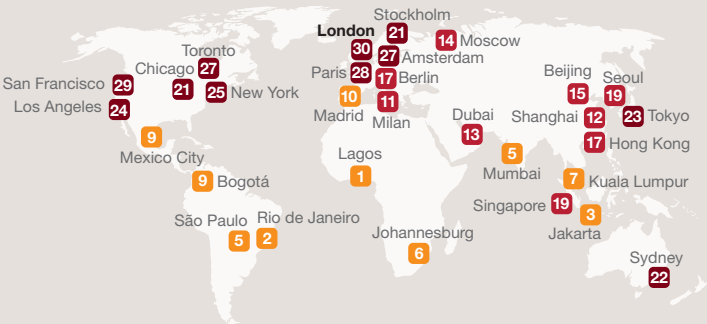 Stockholm
21
London
30
Moscow
14
Toronto
27
Amsterdam
27
Chicago
21
Paris 28
17 Berlin
San Francisco 29
25 New York
Los Angeles 24
10
Madrid
11
Milan
Beijing
15
Seoul
19
Shanghai 12
23 Tokyo
17 Hong Kong
Dubai
13
9
Mexico City
5
Mumbai
Lagos
1
9 Bogotá
7 Kuala Lumpur
Singapore 19
3
Jakarta
São Paulo
5
Rio de Janeiro
2
Johannesburg
6
Sydney
22